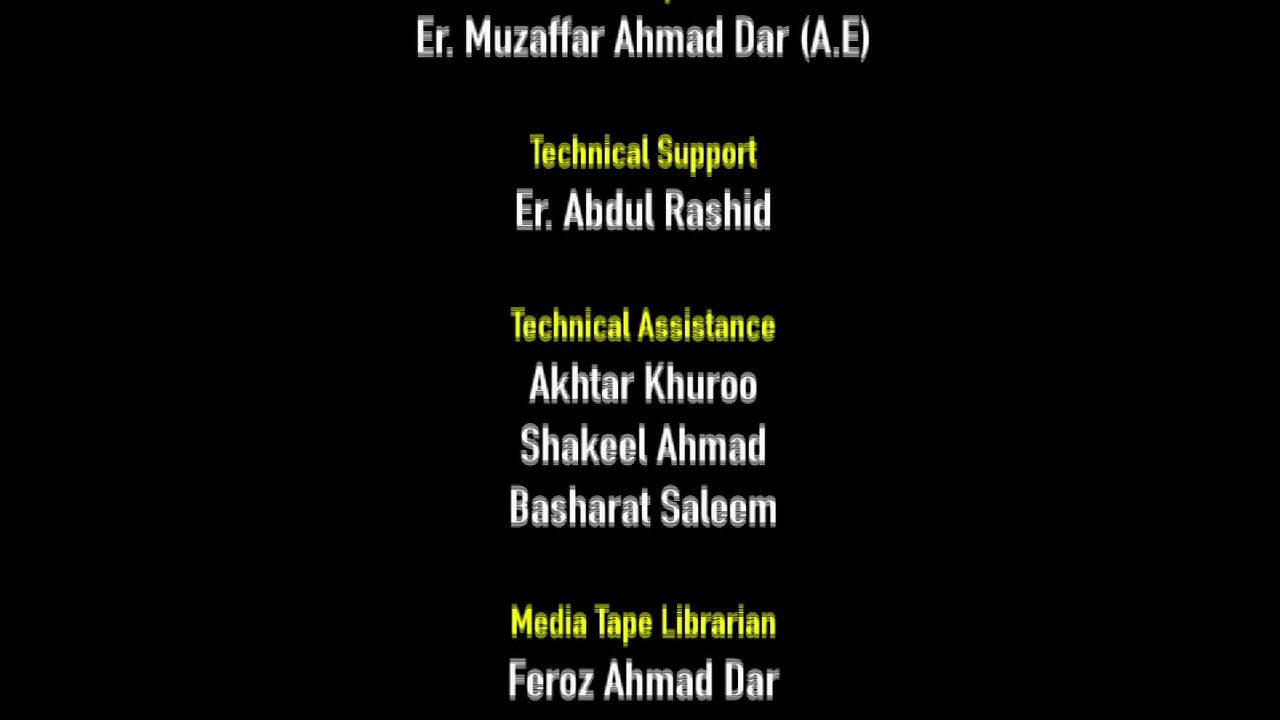 Er. Muzaffar Ahmad Dar (A.E)
Technical Support
Er. Abdul Rashid
Technical Assistance
Akhtar Khuroo
Shakeel Ahmad
Basharat Saleem
Media Tape Librarian
Feroz Ahmad Dar